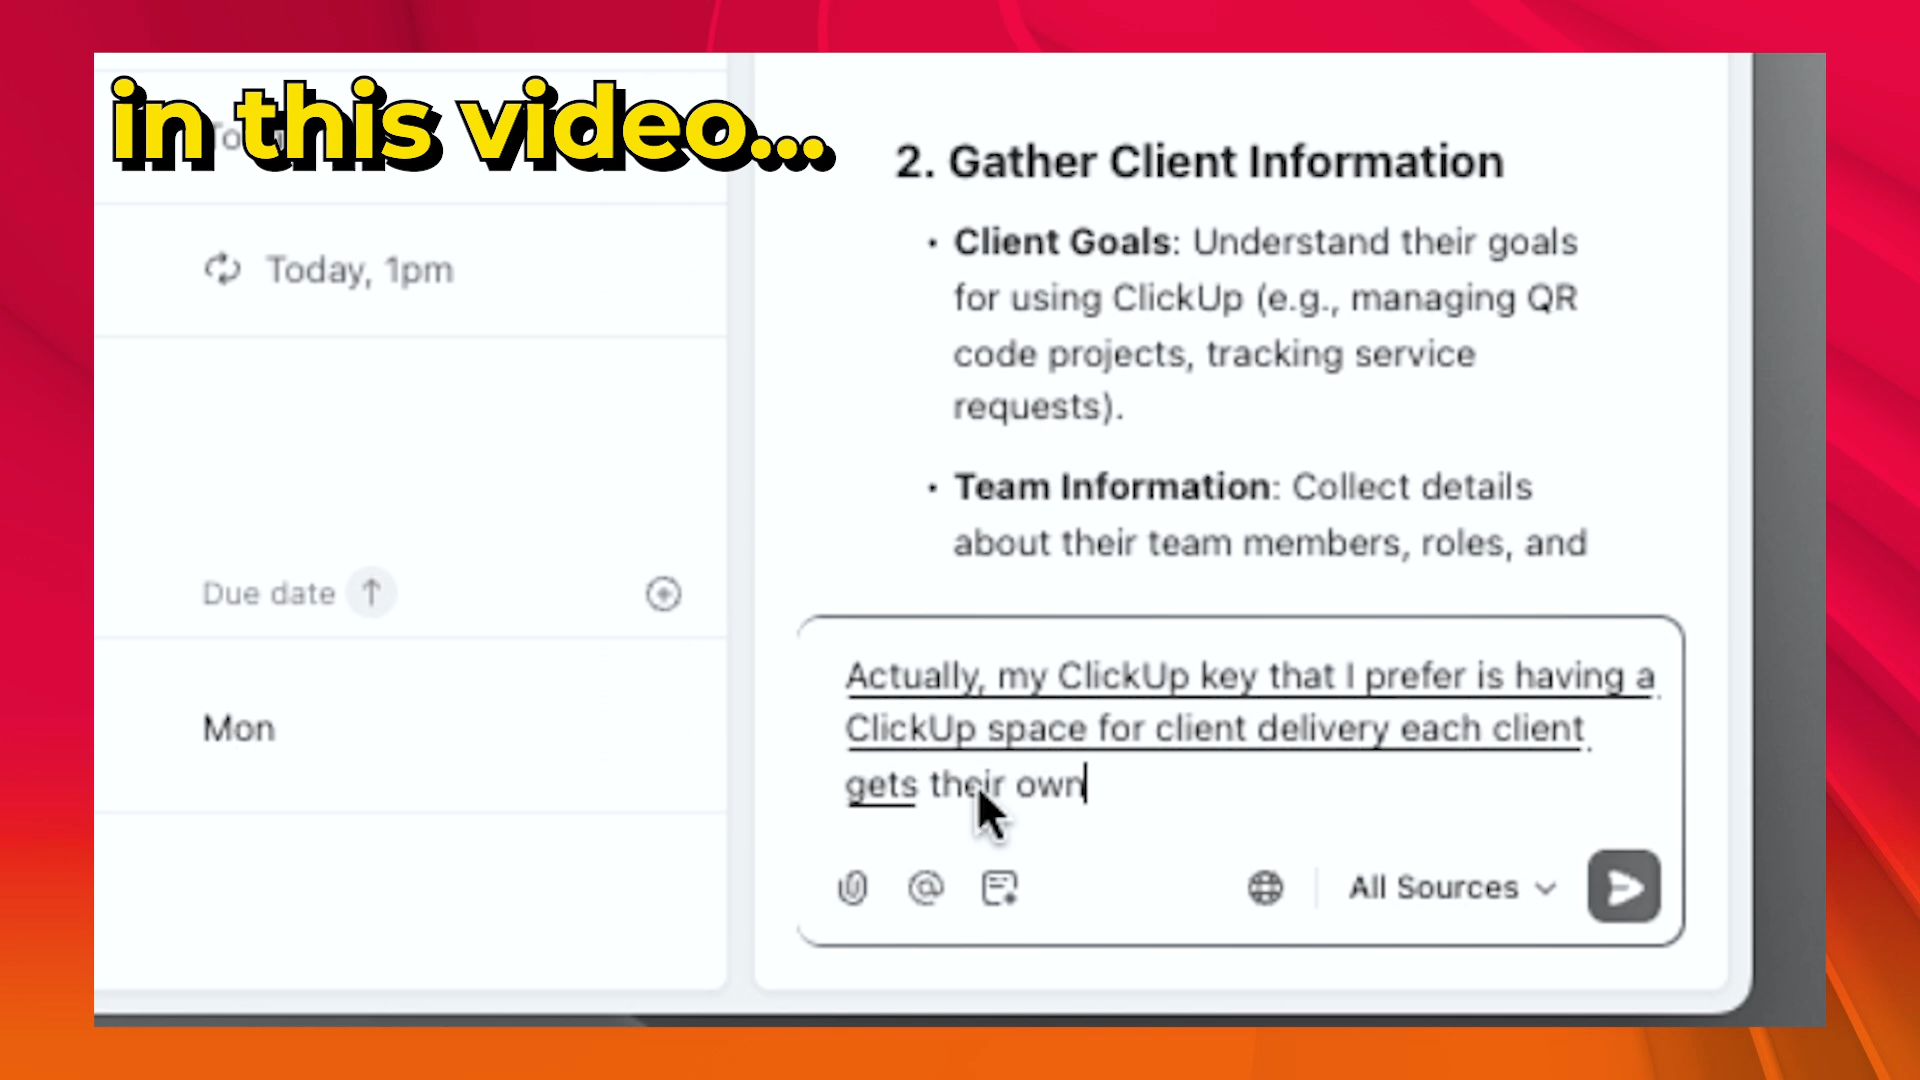 in this video...
Today, 1pm
Due date
Mon
2. Gather Client Information
• Client Goals: Understand their goals
for using ClickUp (e.g., managing QR
code projects, tracking service
requests).
• Team Information: Collect details
about their team members, roles, and
Actually, my ClickUp key that I prefer is having a
ClickUp space for client delivery each client
gets their own
All Sources